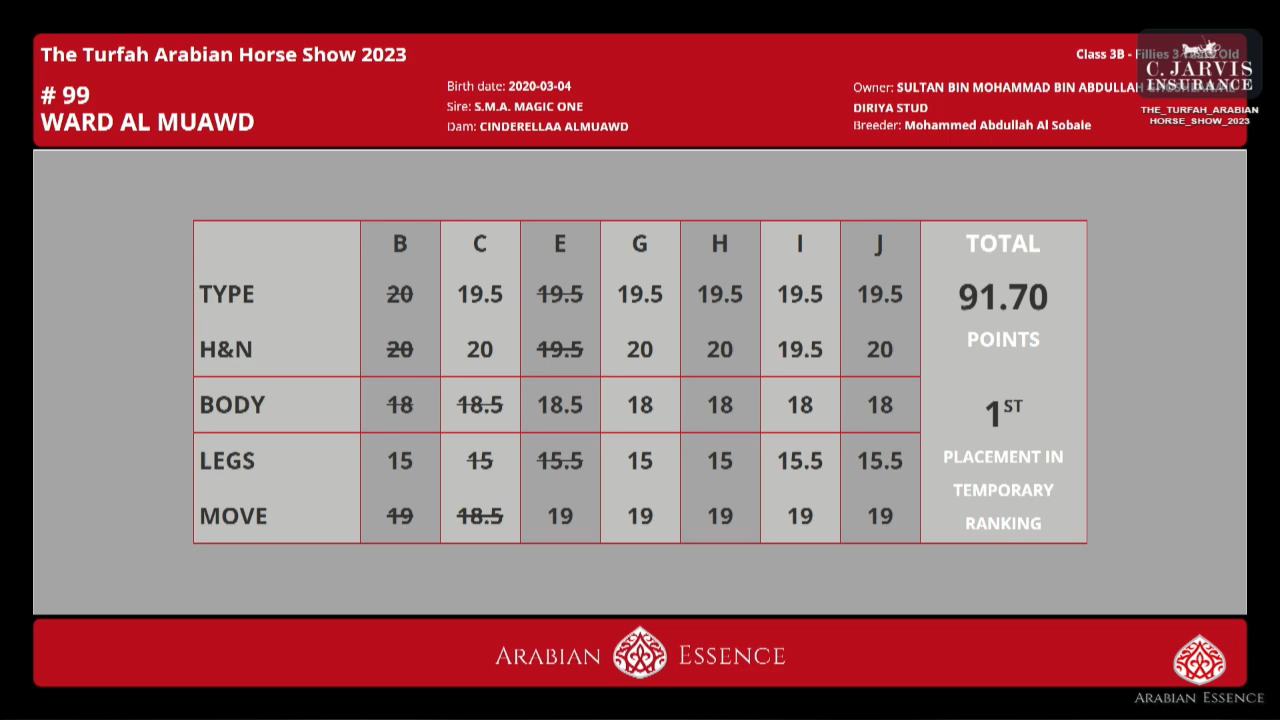 The Turfah Arabian Horse Show 2023
Class 3B - Fillies 3 Years Old
# 99
WARD AL MUAWD
Birth date: 2020-03-04
Sire: S.M.A. MAGIC ONE
Dam: CINDERELLAA ALMUAWD
Owner: SULTAN BIN MOHAMMAD BIN ABDULLAH
DIRIYA STUD
Breeder: Mohammed Abdullah Al Sobaie
C. JARVIS
INSURANCE
THE_TURFAH_ARABIAN
HORSE_SHOW_2023
B C E G H I J TOTAL
TYPE 20 19.5 19.5 19.5 19.5 19.5 19.5 91.70
H&N 20 20 19.5 20 20 19.5 20 POINTS
BODY 18 18.5 18.5 18 18 18 18 1ST
LEGS 15 15 15.5 15 15 15.5 15.5 PLACEMENT IN
TEMPORARY
MOVE 19 18.5 19 19 19 19 19 RANKING
ARABIAN ESSENCE
ARABIAN ESSENCE